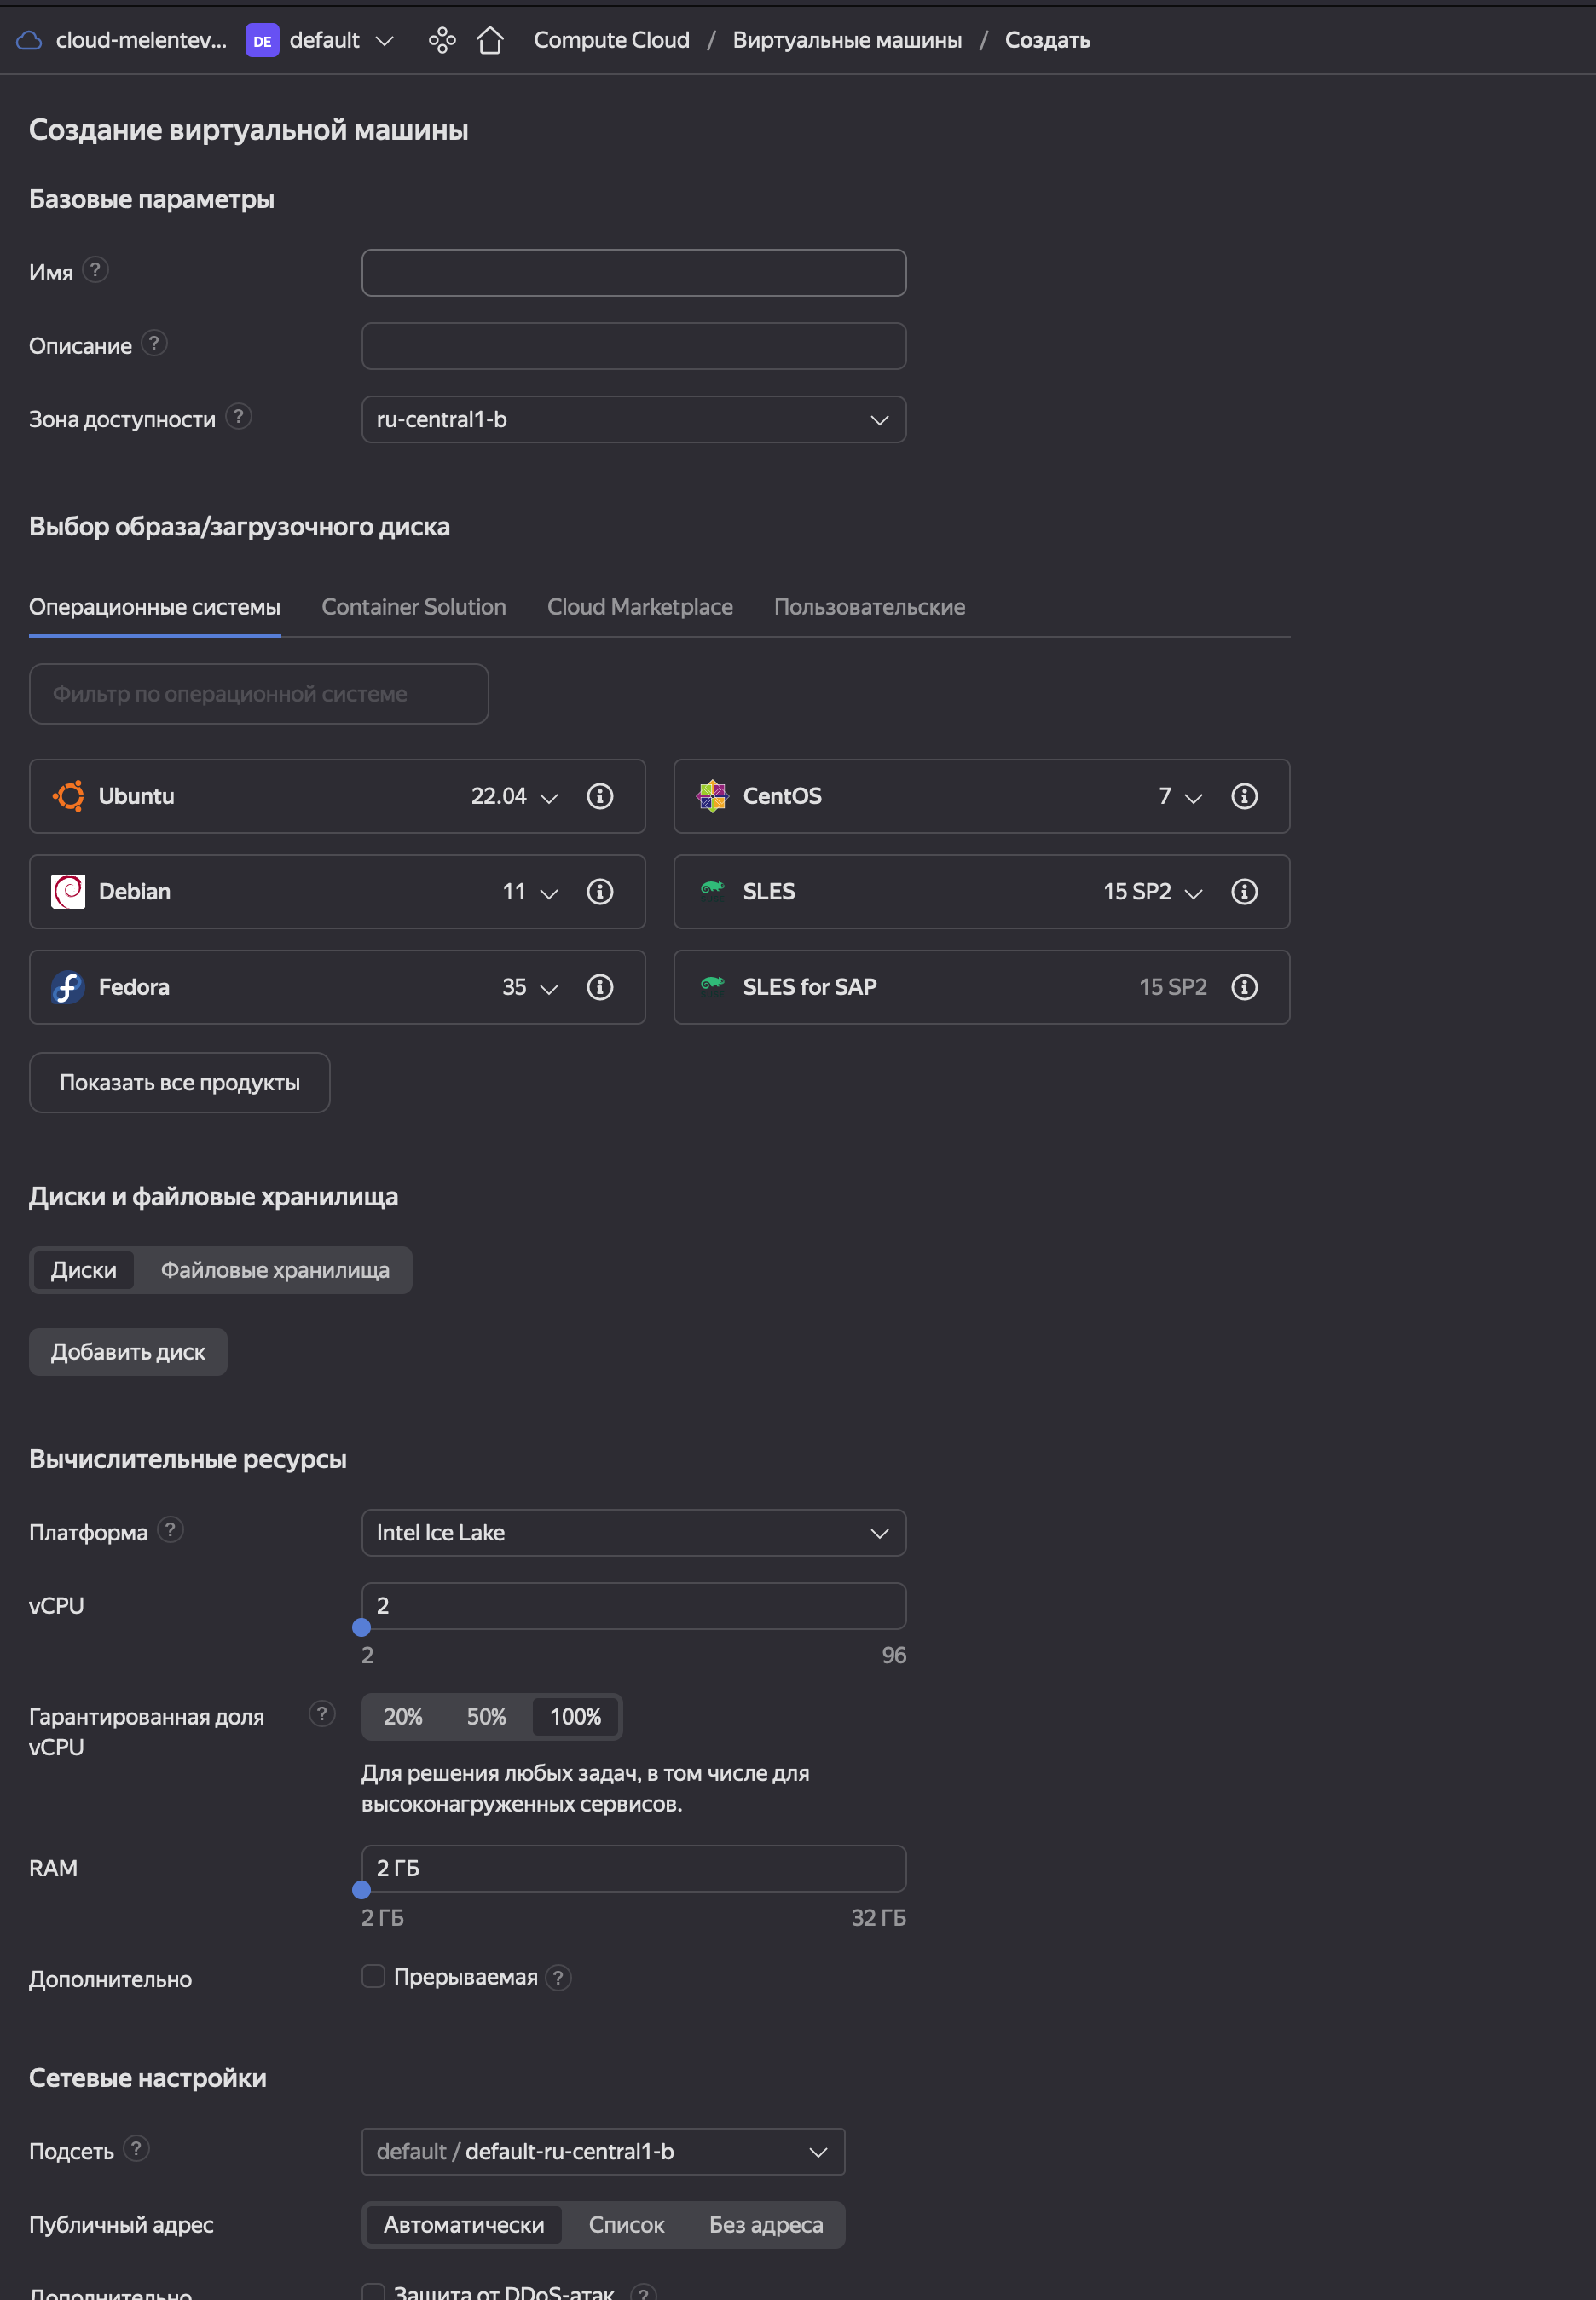 cloud-melentev... DE default Compute Cloud / Виртуальные машины / Создать
Создание виртуальной машины
Базовые параметры
Имя ?
Описание ?
Зона доступности ? ru-central1-b
Выбор образа/загрузочного диска
Операционные системы Container Solution Cloud Marketplace Пользовательские
Фильтр по операционной системе
Ubuntu 22.04 CentOS 7
Debian 11 SLES 15 SP2
Fedora 35 SLES for SAP 15 SP2
Показать все продукты
Диски и файловые хранилища
Диски Файловые хранилища
Добавить диск
Вычислительные ресурсы
Платформа ? Intel Ice Lake
vCPU 2
2 96
Гарантированная доля ? 20% 50% 100%
vCPU
Для решения любых задач, в том числе для
высоконагруженных сервисов.
RAM 2 ГБ
2 ГБ 32 ГБ
Дополнительно Прерываемая ?
Сетевые настройки
Подсеть ? default / default-ru-central1-b
Публичный адрес Автоматически Список Без адреса
Дополнительно Защита от DDoS-атак ?